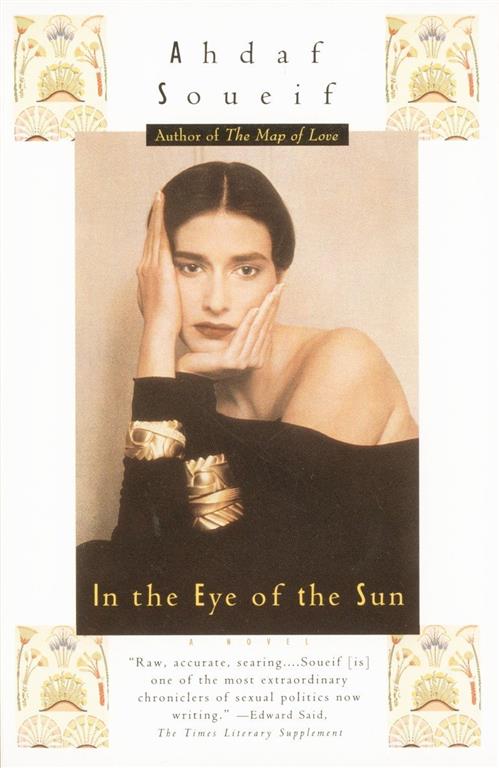 Ahdaf
Soueif
Author of The Map of Love
In the Eye of the Sun
A NOVEL
“Raw, accurate, searing....Soueif [is]
one of the most extraordinary
chroniclers of sexual politics now
writing.” —Edward Said,
The Times Literary Supplement